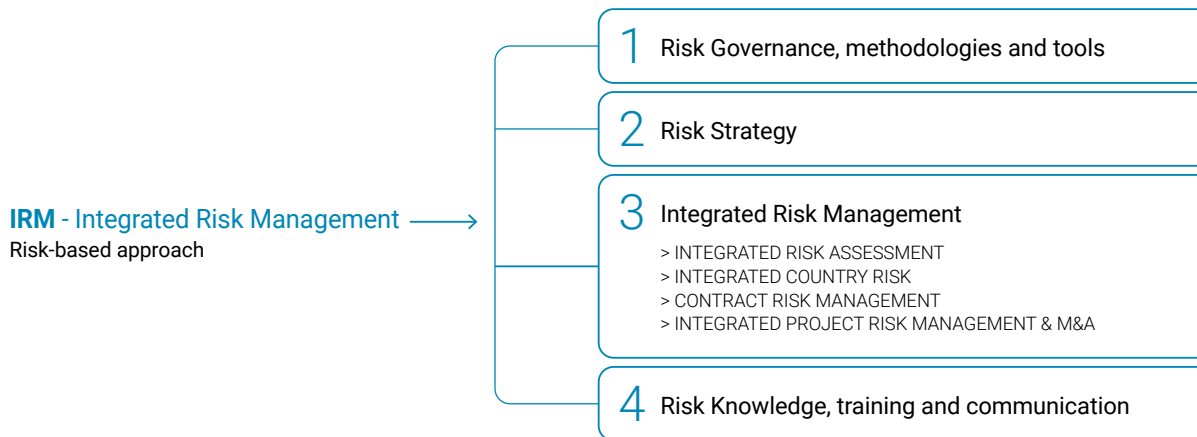 1 Risk Governance, methodologies and tools
2 Risk Strategy
IRM - Integrated Risk Management
Risk-based approach
3 Integrated Risk Management
> INTEGRATED RISK ASSESSMENT
> INTEGRATED COUNTRY RISK
> CONTRACT RISK MANAGEMENT
> INTEGRATED PROJECT RISK MANAGEMENT & M&A
4 Risk Knowledge, training and communication